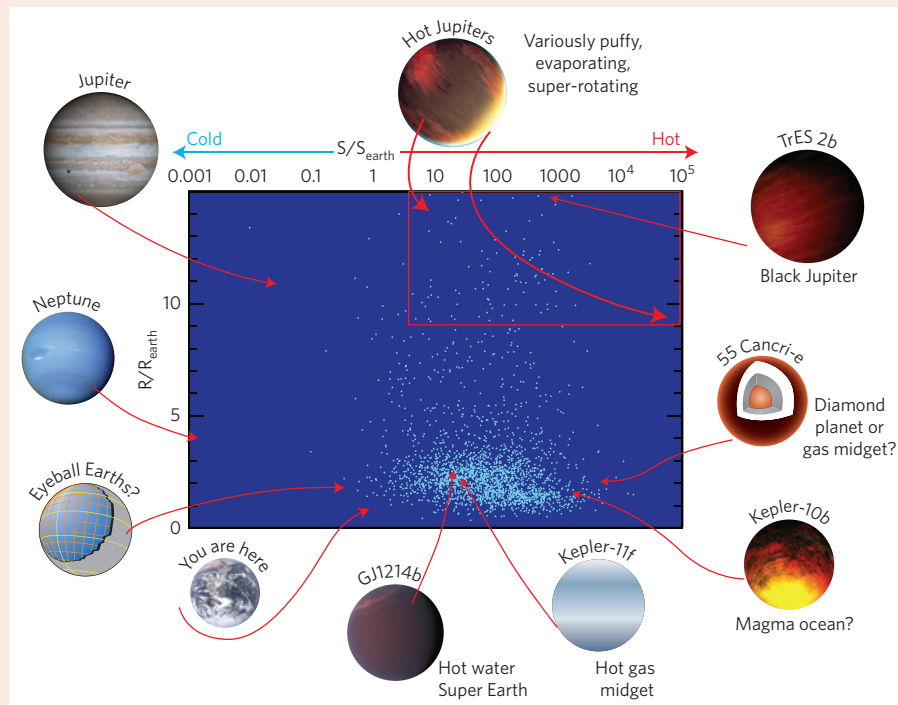 Hot Jupiters
Variously puffy,
evaporating,
super-rotating
Jupiter
Cold
S/S_earth
Hot
TrES 2b
0.001 0.01 0.1 1 10 100 1000 10⁴ 10⁵
Black Jupiter
Neptune
R/R_earth
10
5
0
55 Cancri-e
Diamond
planet or
gas midget?
Eyeball Earths?
You are here
GJ1214b
Kepler-11f
Kepler-10b
Hot water
Super Earth
Hot gas
midget
Magma ocean?